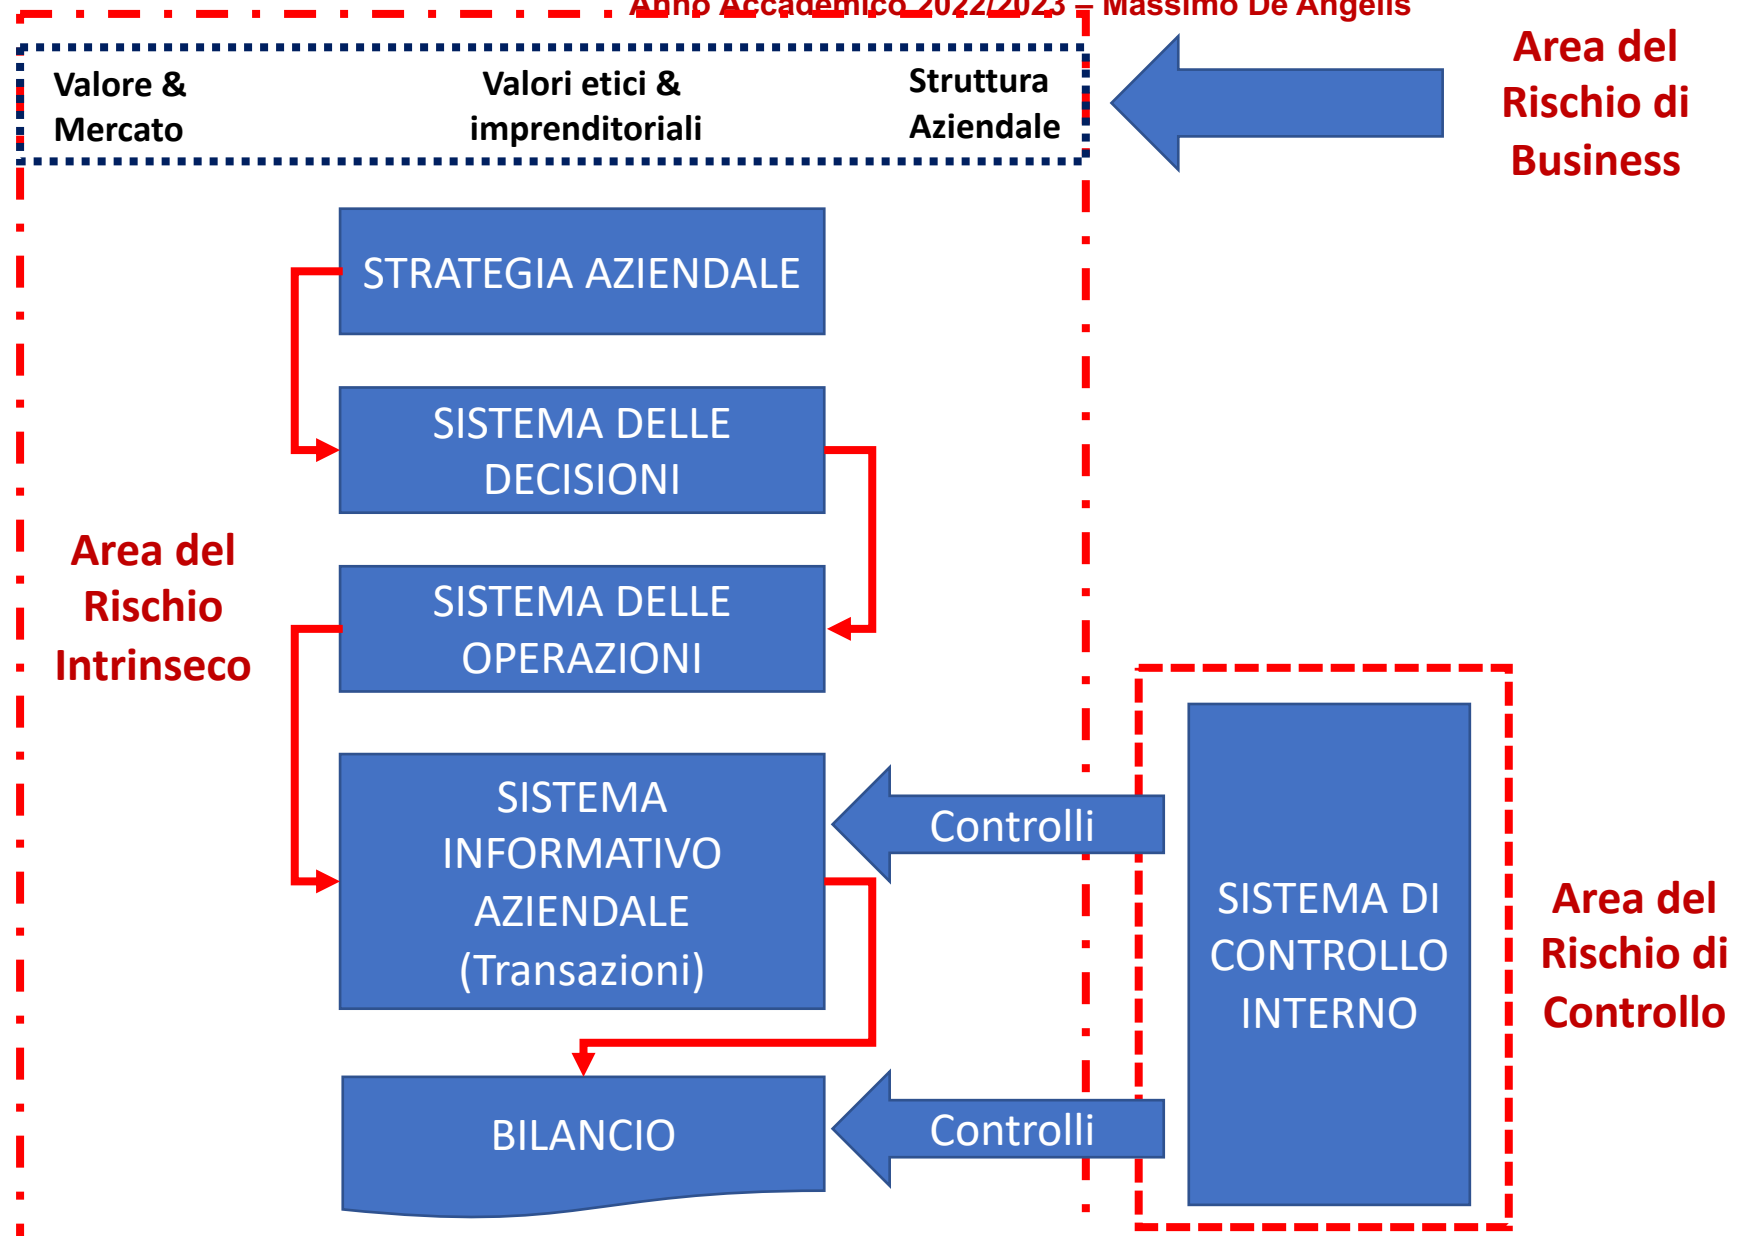 Anno Accademico 2022/2023 – Massimo De Angelis
Valore &
Mercato
Valori etici &
imprenditoriali
Struttura
Aziendale
Area del
Rischio di
Business
STRATEGIA AZIENDALE
SISTEMA DELLE
DECISIONI
Area del
Rischio
Intrinseco
SISTEMA DELLE
OPERAZIONI
SISTEMA
INFORMATIVO
AZIENDALE
(Transazioni)
Controlli
SISTEMA DI
CONTROLLO
INTERNO
Area del
Rischio di
Controllo
BILANCIO
Controlli